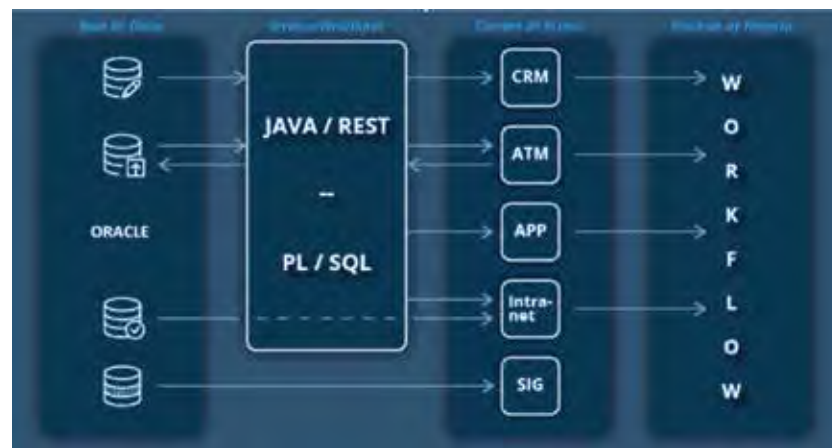 JAVA / REST
--
PL / SQL
ORACLE
CRM
ATM
APP
Intra-
net
SIG
W
O
R
K
F
L
O
W